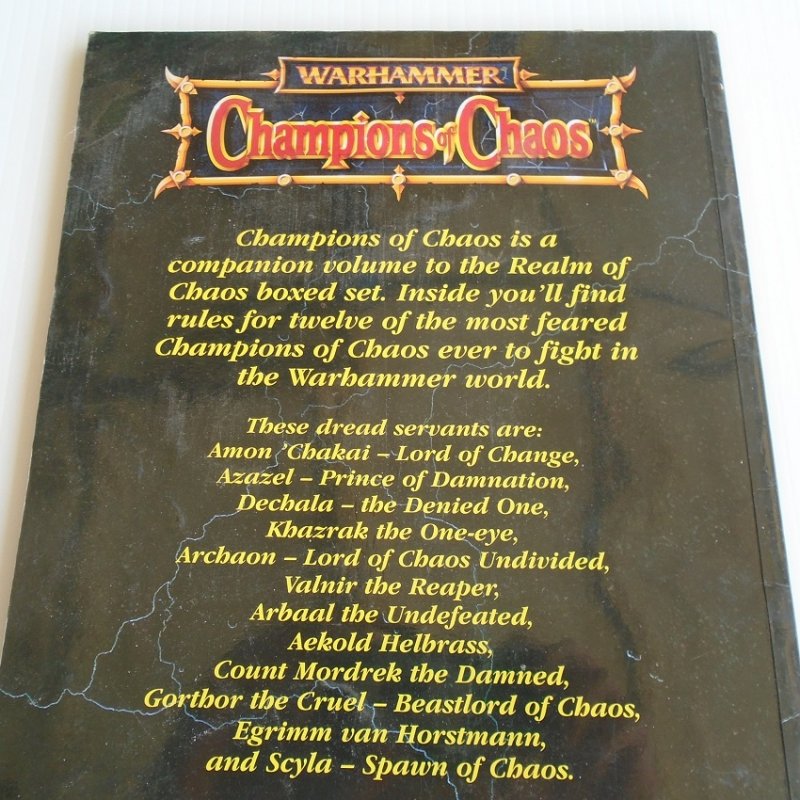 WARHAMMER
Champions of Chaos™
Champions of Chaos is a
companion volume to the Realm of
Chaos boxed set. Inside you'll find
rules for twelve of the most feared
Champions of Chaos ever to fight in
the Warhammer world.
These dread servants are:
Amon 'Chakai – Lord of Change,
Azazel – Prince of Damnation,
Dechala – the Denied One,
Khazrak the One-eye,
Archaon – Lord of Chaos Undivided,
Valnir the Reaper,
Arbaal the Undefeated,
Aekold Helbrass,
Count Mordrek the Damned,
Gorthor the Cruel – Beastlord of Chaos,
Egrimm van Horstmann,
and Scyla – Spawn of Chaos.